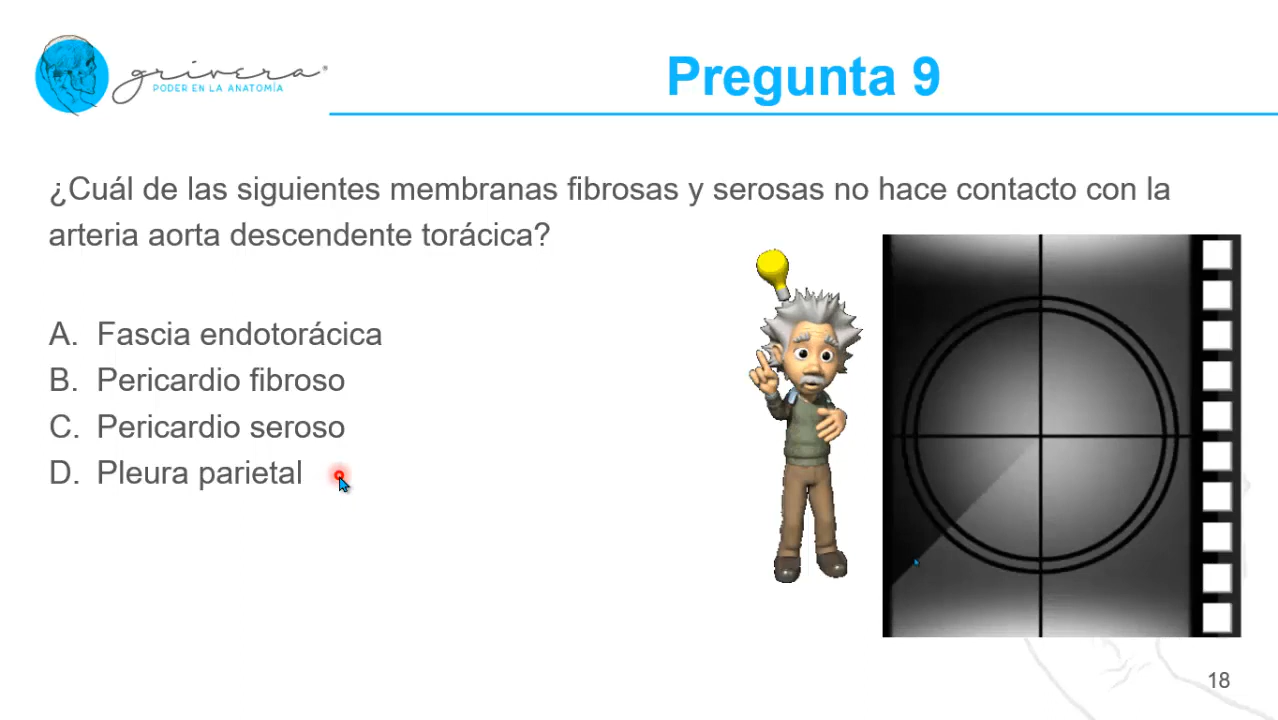 grivera®
PODER EN LA ANATOMÍA
Pregunta 9
¿Cuál de las siguientes membranas fibrosas y serosas no hace contacto con la
arteria aorta descendente torácica?
A. Fascia endotorácica
B. Pericardio fibroso
C. Pericardio seroso
D. Pleura parietal
18